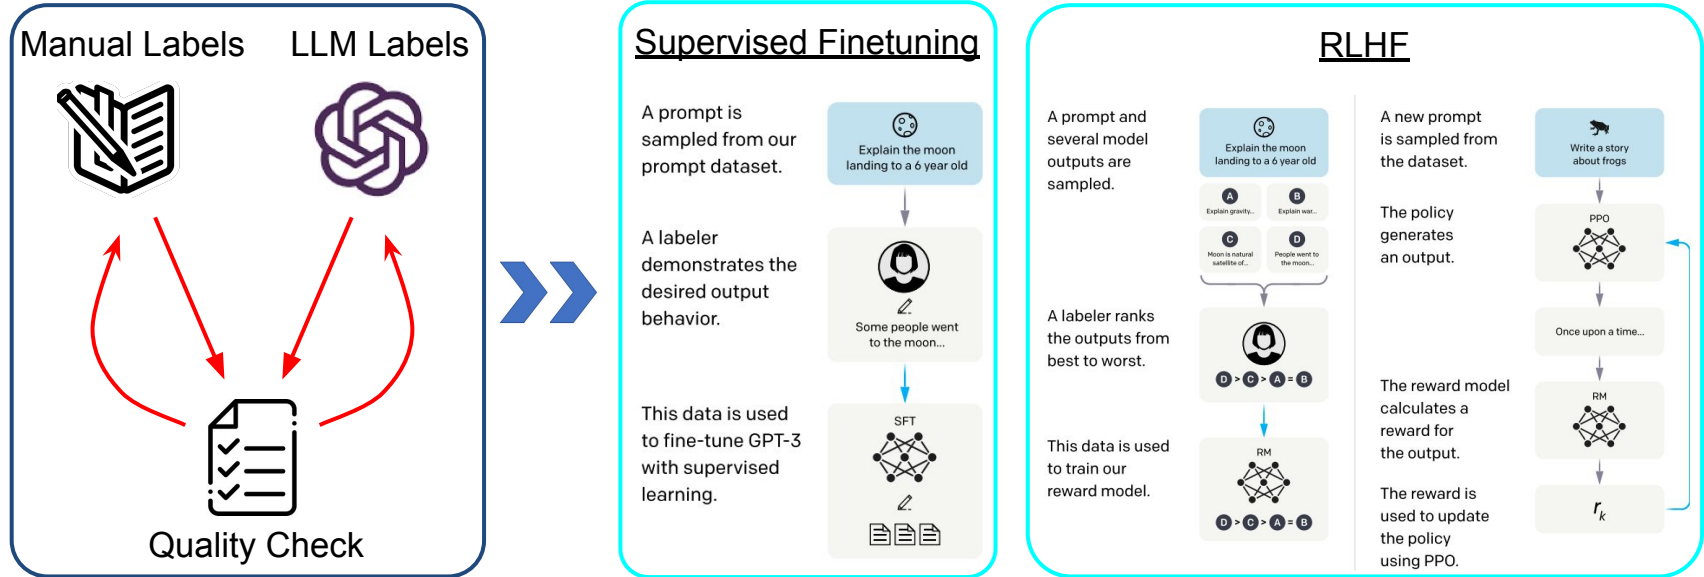 Manual Labels
LLM Labels
Quality Check
Supervised Finetuning
A prompt is
sampled from our
prompt dataset.
Explain the moon
landing to a 6 year old
A labeler
demonstrates the
desired output
behavior.
Some people went
to the moon...
This data is used
to fine-tune GPT-3
with supervised
learning.
SFT
RLHF
A prompt and
several model
outputs are
sampled.
Explain the moon
landing to a 6 year old
A
Explain gravity...
B
Explain war...
C
Moon is natural
satellite of...
D
People went to
the moon...
A labeler ranks
the outputs from
best to worst.
D > C > A = B
This data is used
to train our
reward model.
RM
D > C > A = B
A new prompt
is sampled from
the dataset.
Write a story
about frogs
The policy
generates
an output.
PPO
Once upon a time...
The reward model
calculates a
reward for
the output.
RM
The reward is
used to update
the policy
using PPO.
rₖ